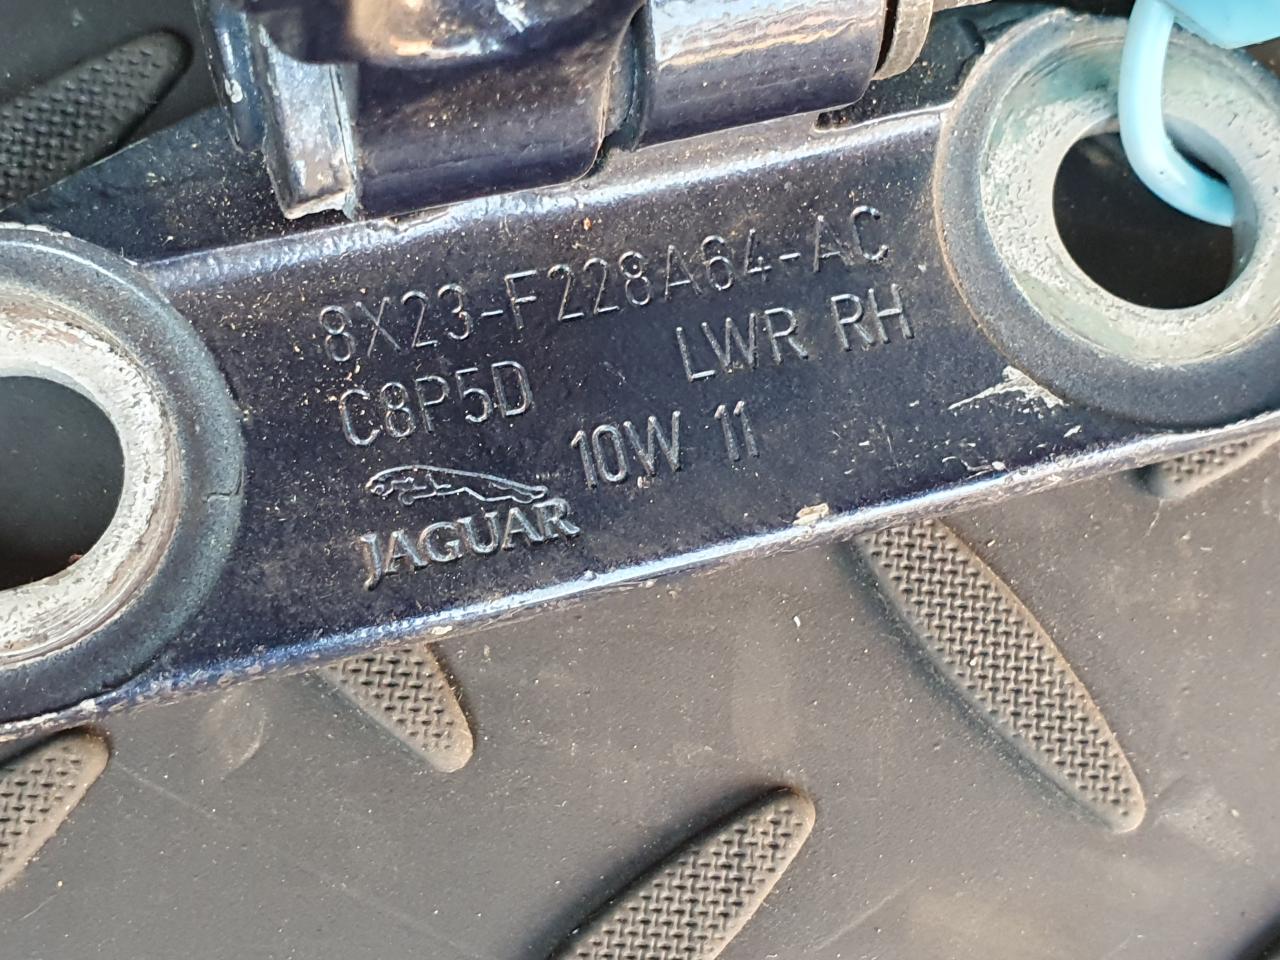 8X23-F228A64-AC
C8P5D LWR RH
10W 11
JAGUAR